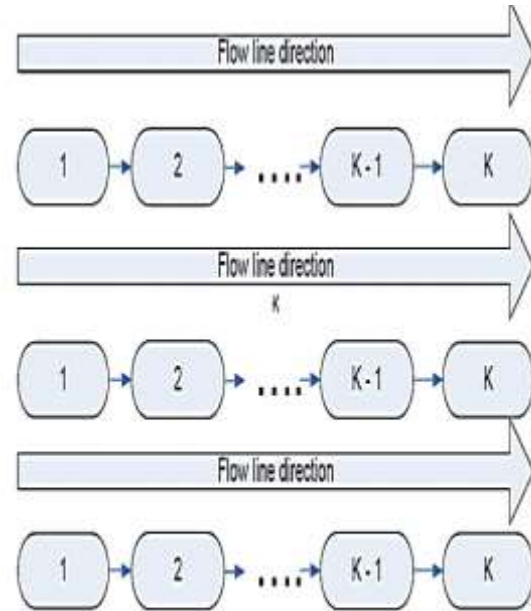 Flow line direction
1 2 .... K - 1 K
Flow line direction
K
1 2 .... K - 1 K
Flow line direction
1 2 .... K - 1 K